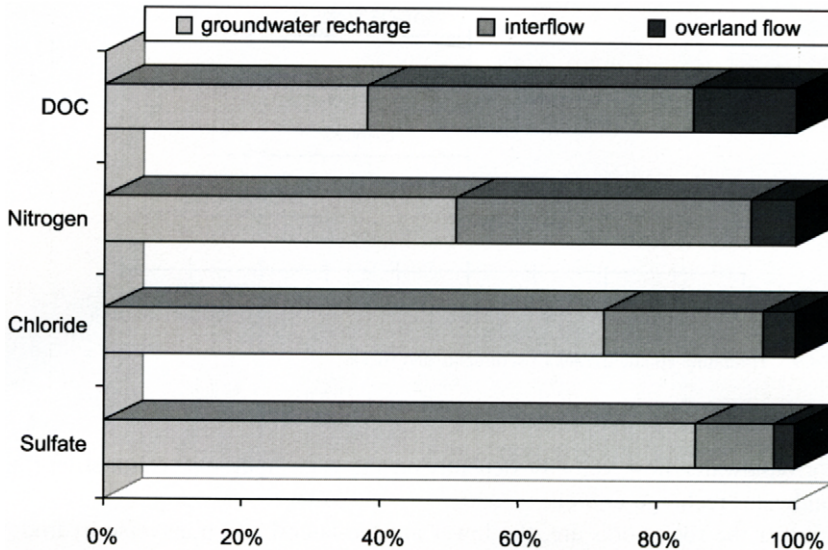 groundwater recharge interflow overland flow
DOC
Nitrogen
Chloride
Sulfate
0% 20% 40% 60% 80% 100%